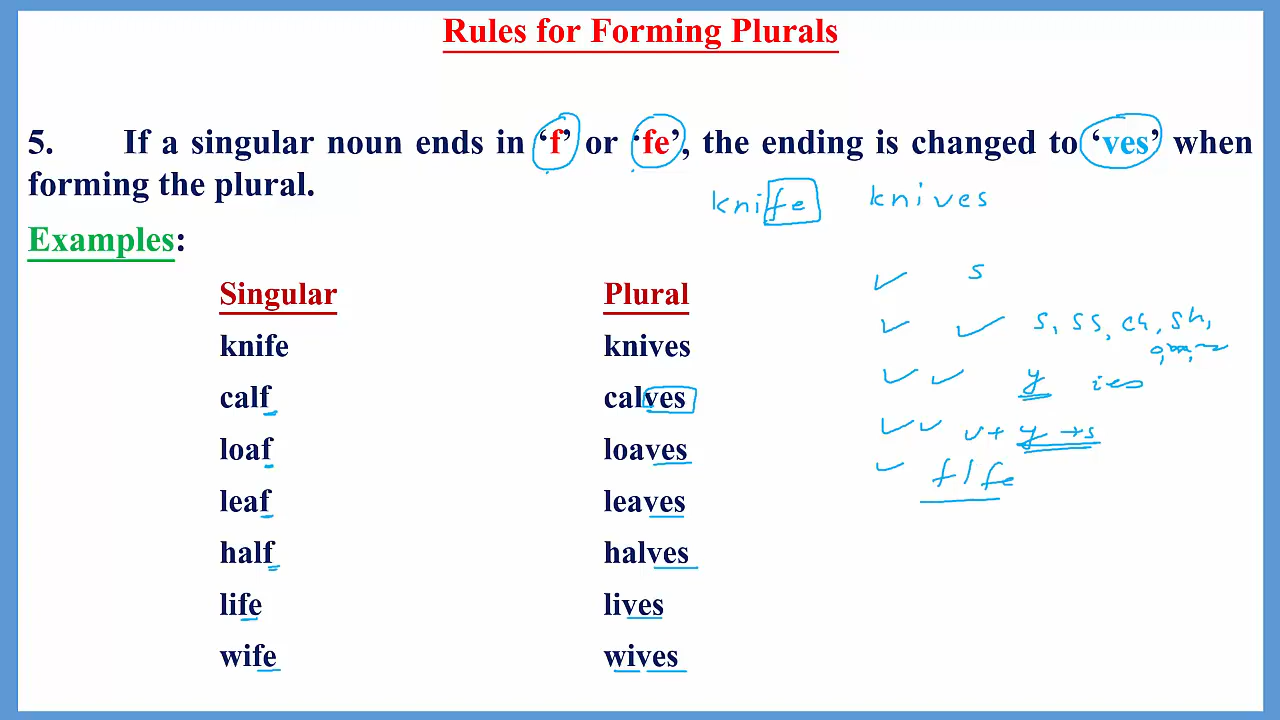 Rules for Forming Plurals
5. If a singular noun ends in ‘f’ or ‘fe’, the ending is changed to ‘ves’ when
forming the plural.
knife knives
Examples:
Singular Plural
knife knives
calf calves
loaf loaves
leaf leaves
half halves
life lives
wife wives
s
s, ss, ch, sh,
y ies
v + y → s
f / fe